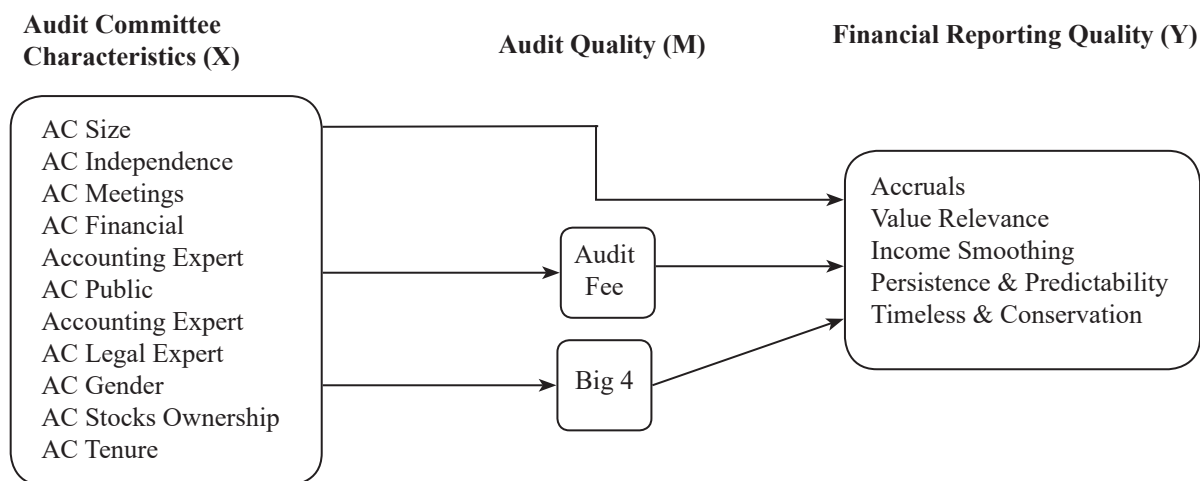 Audit Committee
Characteristics (X)
Audit Quality (M)
Financial Reporting Quality (Y)
AC Size
AC Independence
AC Meetings
AC Financial
Accounting Expert
AC Public
Accounting Expert
AC Legal Expert
AC Gender
AC Stocks Ownership
AC Tenure
Audit
Fee
Big 4
Accruals
Value Relevance
Income Smoothing
Persistence & Predictability
Timeless & Conservation